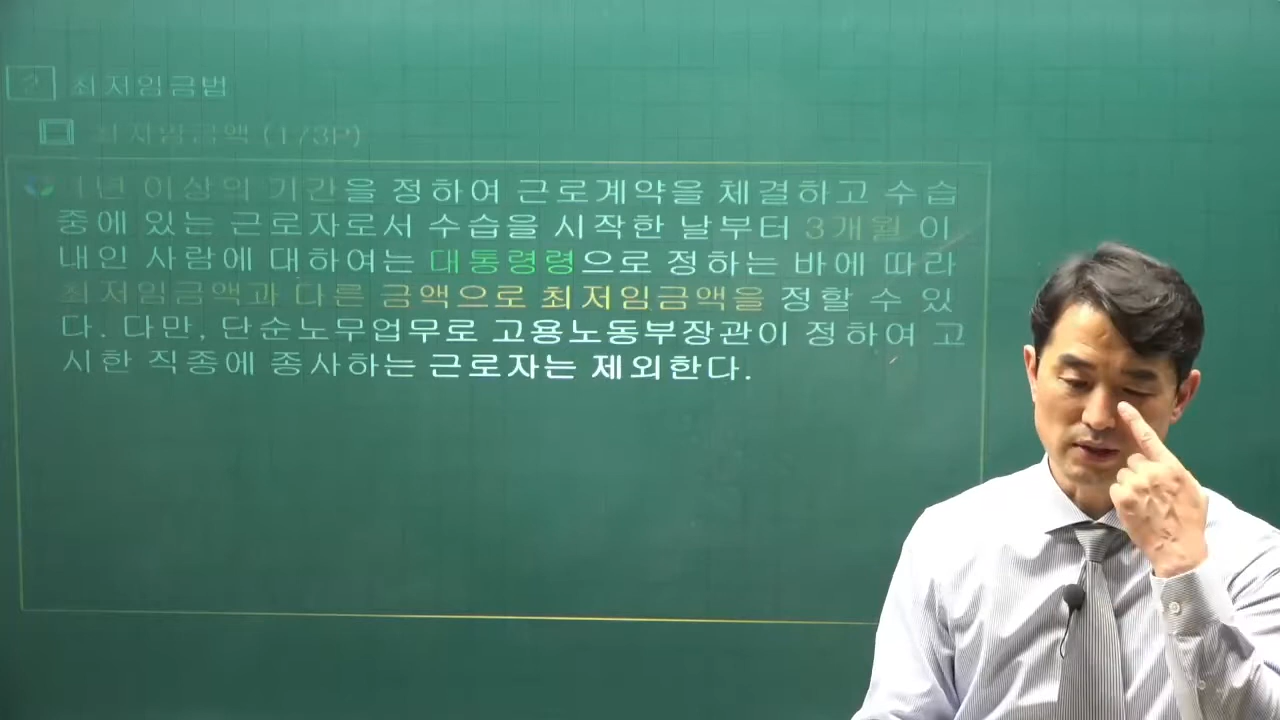 2 최저임금법
최저임금액 (173P)
1년 이상의 기간을 정하여 근로계약을 체결하고 수습
중에 있는 근로자로서 수습을 시작한 날부터 3개월 이
내인 사람에 대하여는 대통령령으로 정하는 바에 따라
최저임금액과 다른 금액으로 최저임금액을 정할 수 있
다. 다만, 단순노무업무로 고용노동부장관이 정하여 고
시한 직종에 종사하는 근로자는 제외한다.